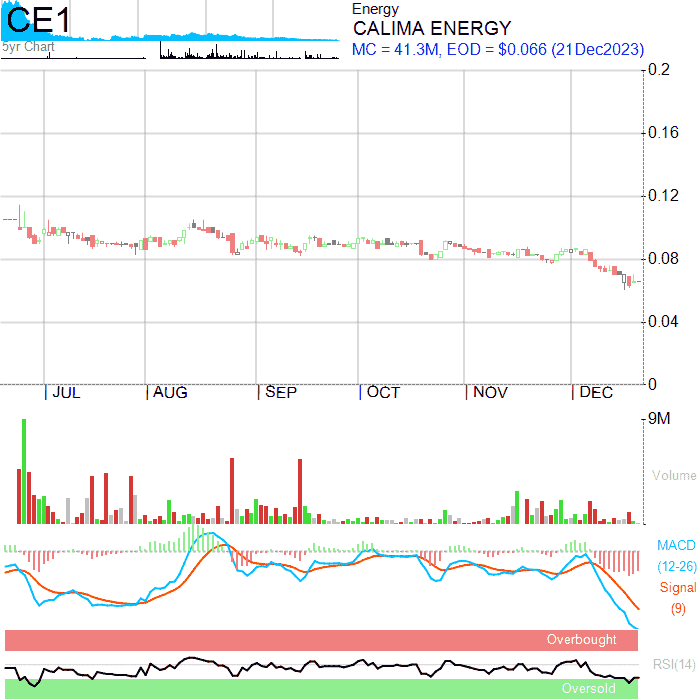 CE1
5yr Chart
Energy
CALIMA ENERGY
MC = 41.3M, EOD = $0.066 (21Dec2023)
0.2
0.16
0.12
0.08
0.04
0
JUL AUG SEP OCT NOV DEC
9M
Volume
MACD
(12-26)
Signal
(9)
Overbought
RSI(14)
Oversold